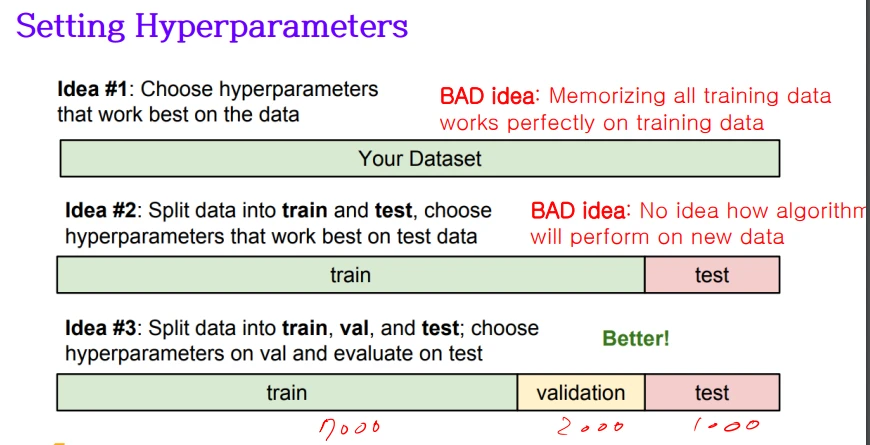 Setting Hyperparameters
Idea #1: Choose hyperparameters
that work best on the data
BAD idea: Memorizing all training data
works perfectly on training data
Your Dataset
Idea #2: Split data into train and test, choose
hyperparameters that work best on test data
BAD idea: No idea how algorithm
will perform on new data
train test
Idea #3: Split data into train, val, and test; choose
hyperparameters on val and evaluate on test
Better!
train validation test
7000 2000 1000